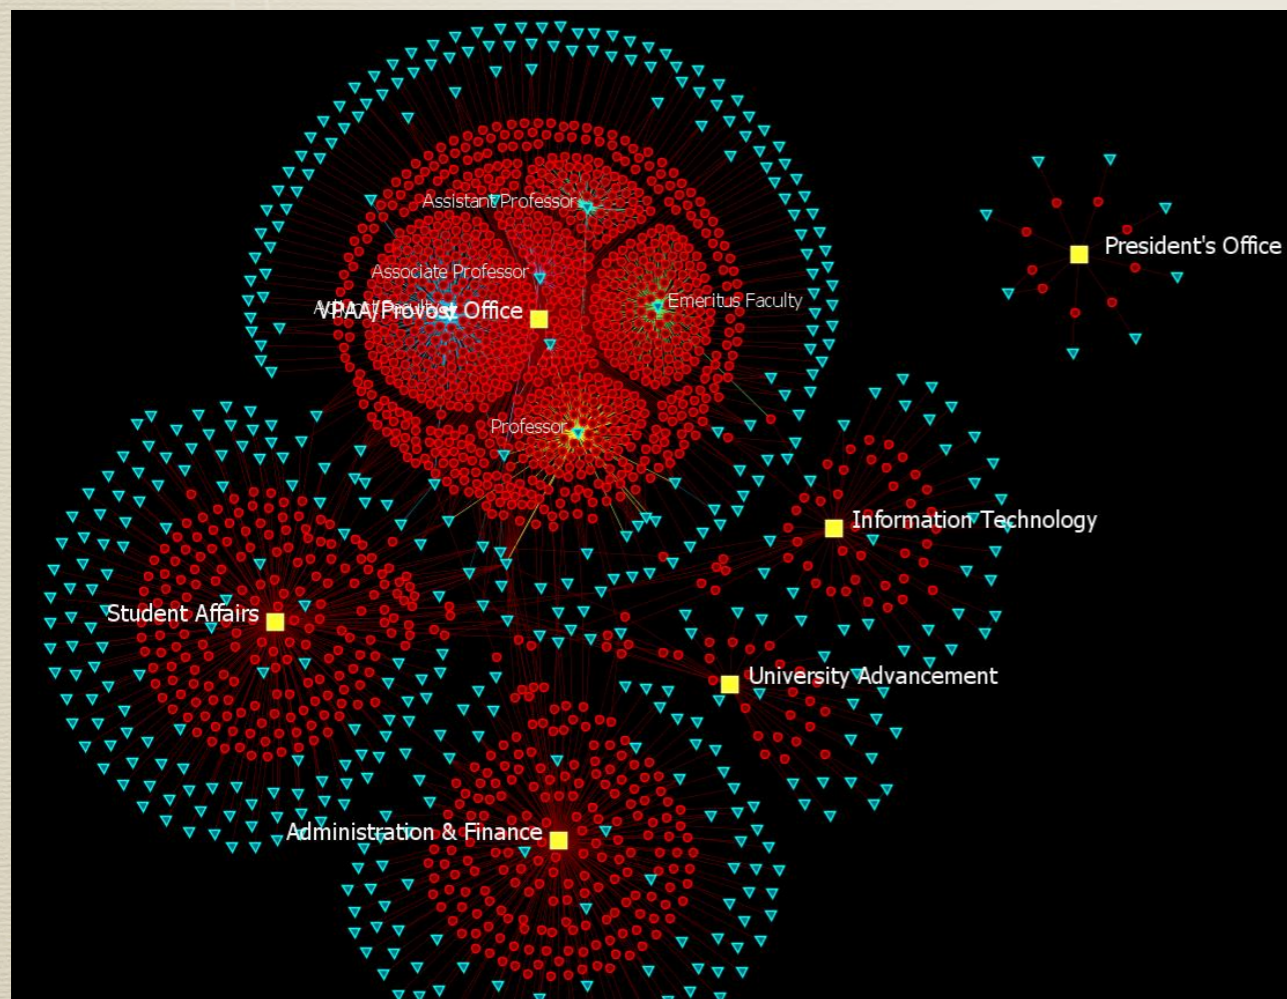 Assistant Professor
President's Office
Associate Professor
Emeritus Faculty
VPAA/Provost Office
Professor
Information Technology
Student Affairs
University Advancement
Administration & Finance